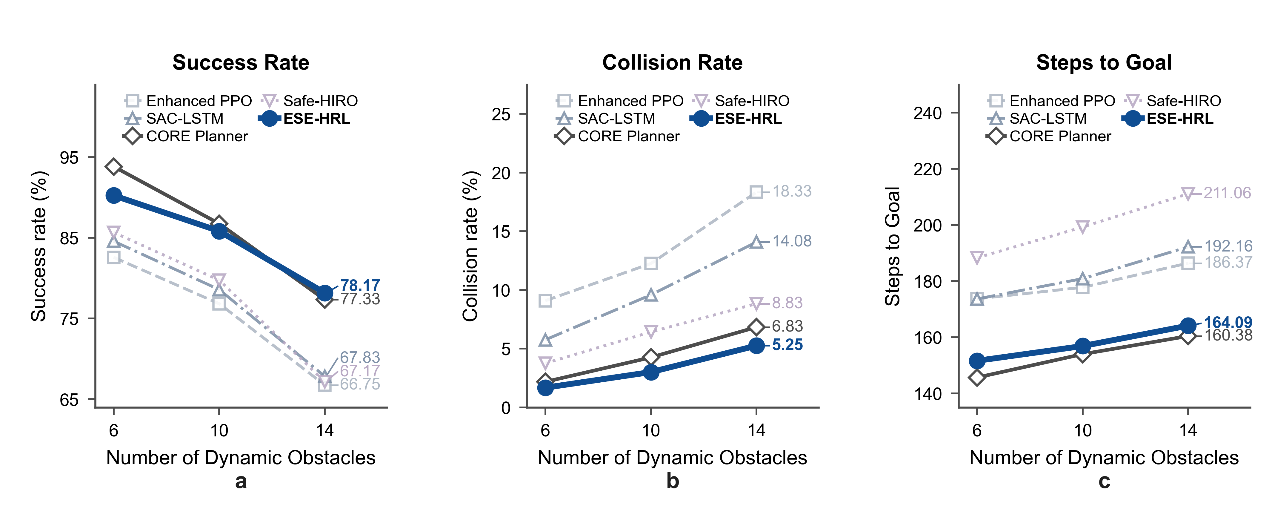 Success Rate
Enhanced PPO
Safe-HIRO
SAC-LSTM
ESE-HRL
CORE Planner
95
85
75
65
Success rate (%)
78.17
77.33
67.83
67.17
66.75
6
10
14
Number of Dynamic Obstacles
a
Collision Rate
Enhanced PPO
Safe-HIRO
SAC-LSTM
ESE-HRL
CORE Planner
25
20
15
10
5
0
Collision rate (%)
18.33
14.08
8.83
6.83
5.25
6
10
14
Number of Dynamic Obstacles
b
Steps to Goal
Enhanced PPO
Safe-HIRO
SAC-LSTM
ESE-HRL
CORE Planner
240
220
200
180
160
140
Steps to Goal
211.06
192.16
186.37
164.09
160.38
6
10
14
Number of Dynamic Obstacles
c